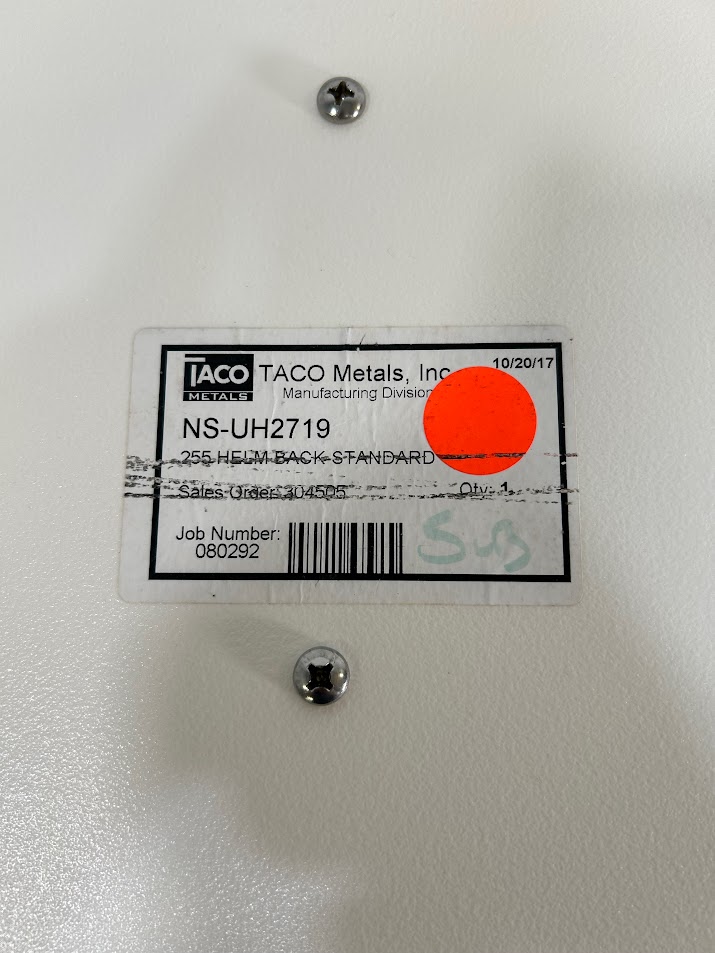 TACO METALS
TACO Metals, Inc
10/20/17
Manufacturing Division
NS-UH2719
255 HELM BACK STANDARD
Sales Order: 304505
Qty: 1
Job Number:
080292
SUB